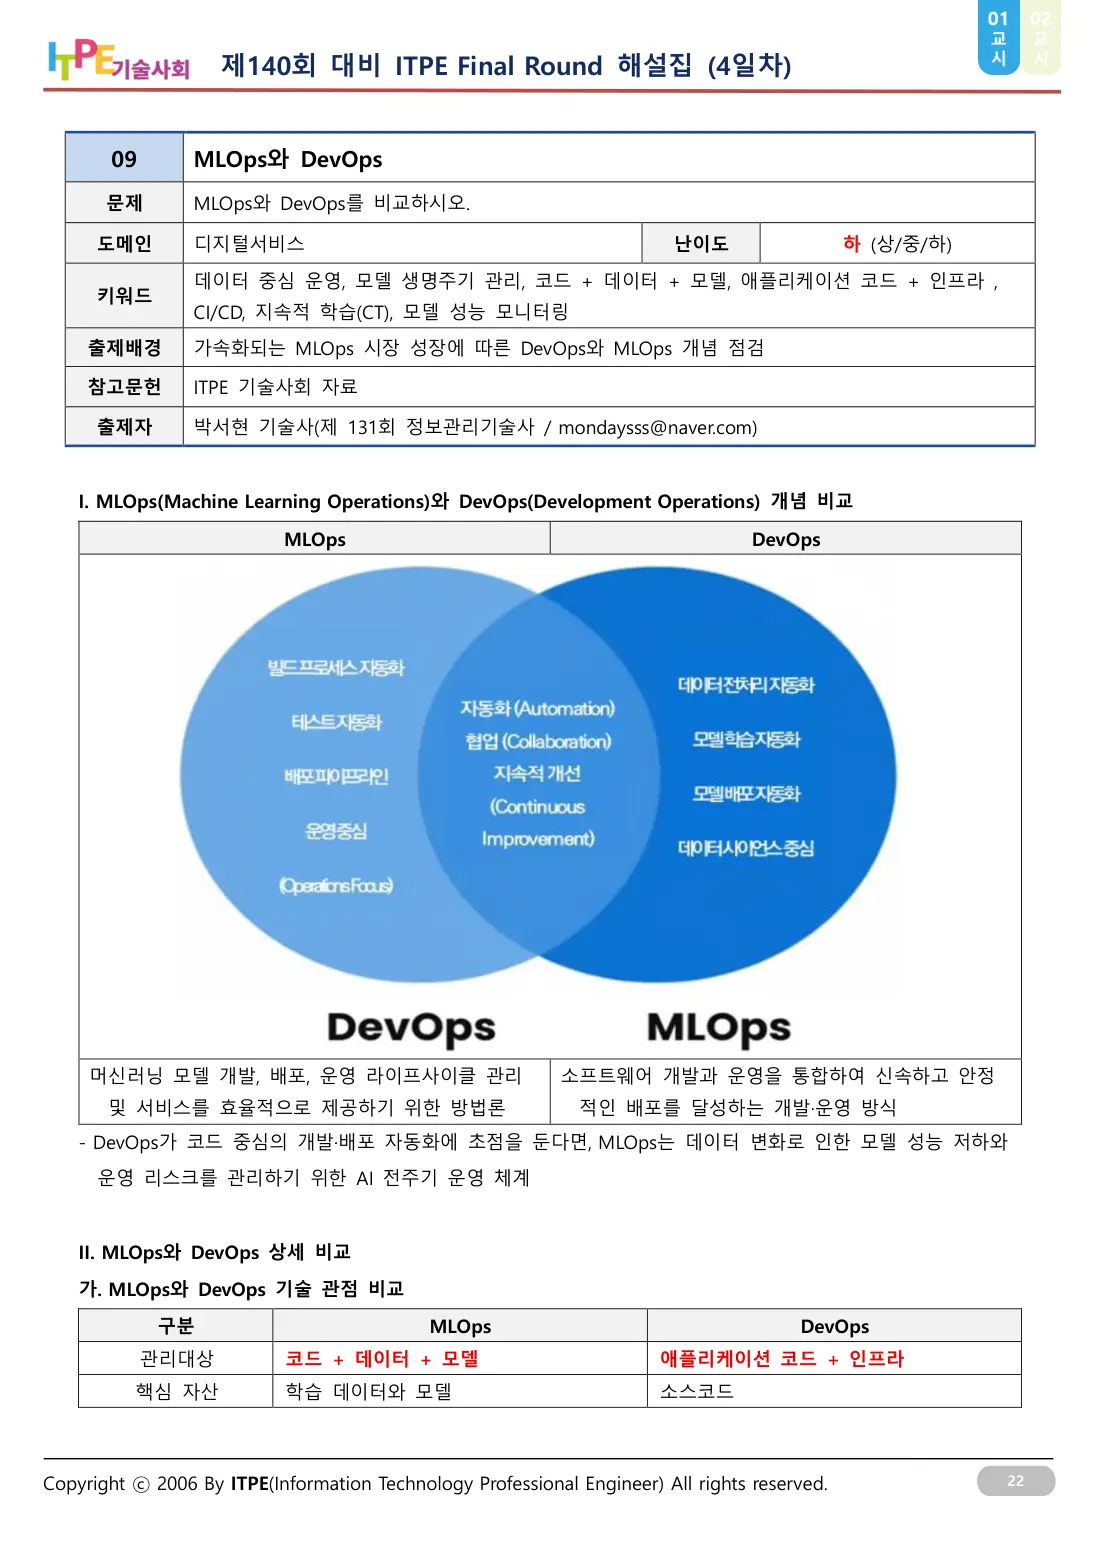 ITPE기술사회 제140회 대비 ITPE Final Round 해설집 (4일차)
01 교 시
02 교 시
09 MLOps와 DevOps
문제 MLOps와 DevOps를 비교하시오.
도메인 디지털서비스 난이도 하 (상/중/하)
키워드 데이터 중심 운영, 모델 생명주기 관리, 코드 + 데이터 + 모델, 애플리케이션 코드 + 인프라 ,
CI/CD, 지속적 학습(CT), 모델 성능 모니터링
출제배경 가속화되는 MLOps 시장 성장에 따른 DevOps와 MLOps 개념 점검
참고문헌 ITPE 기술사회 자료
출제자 박서현 기술사(제 131회 정보관리기술사 / mondaysss@naver.com)
I. MLOps(Machine Learning Operations)와 DevOps(Development Operations) 개념 비교
MLOps DevOps
빌드 프로세스 자동화
테스트 자동화
배포 파이프라인
운영 중심
(Operations Focus)
자동화 (Automation)
협업 (Collaboration)
지속적 개선
(Continuous
Improvement)
데이터 전처리 자동화
모델 학습 자동화
모델 배포 자동화
데이터 사이언스 중심
DevOps MLOps
머신러닝 모델 개발, 배포, 운영 라이프사이클 관리
및 서비스를 효율적으로 제공하기 위한 방법론
소프트웨어 개발과 운영을 통합하여 신속하고 안정
적인 배포를 달성하는 개발·운영 방식
- DevOps가 코드 중심의 개발·배포 자동화에 초점을 둔다면, MLOps는 데이터 변화로 인한 모델 성능 저하와
운영 리스크를 관리하기 위한 AI 전주기 운영 체계
II. MLOps와 DevOps 상세 비교
가. MLOps와 DevOps 기술 관점 비교
구분 MLOps DevOps
관리대상 코드 + 데이터 + 모델 애플리케이션 코드 + 인프라
핵심 자산 학습 데이터와 모델 소스코드
Copyright ⓒ 2006 By ITPE(Information Technology Professional Engineer) All rights reserved.
22